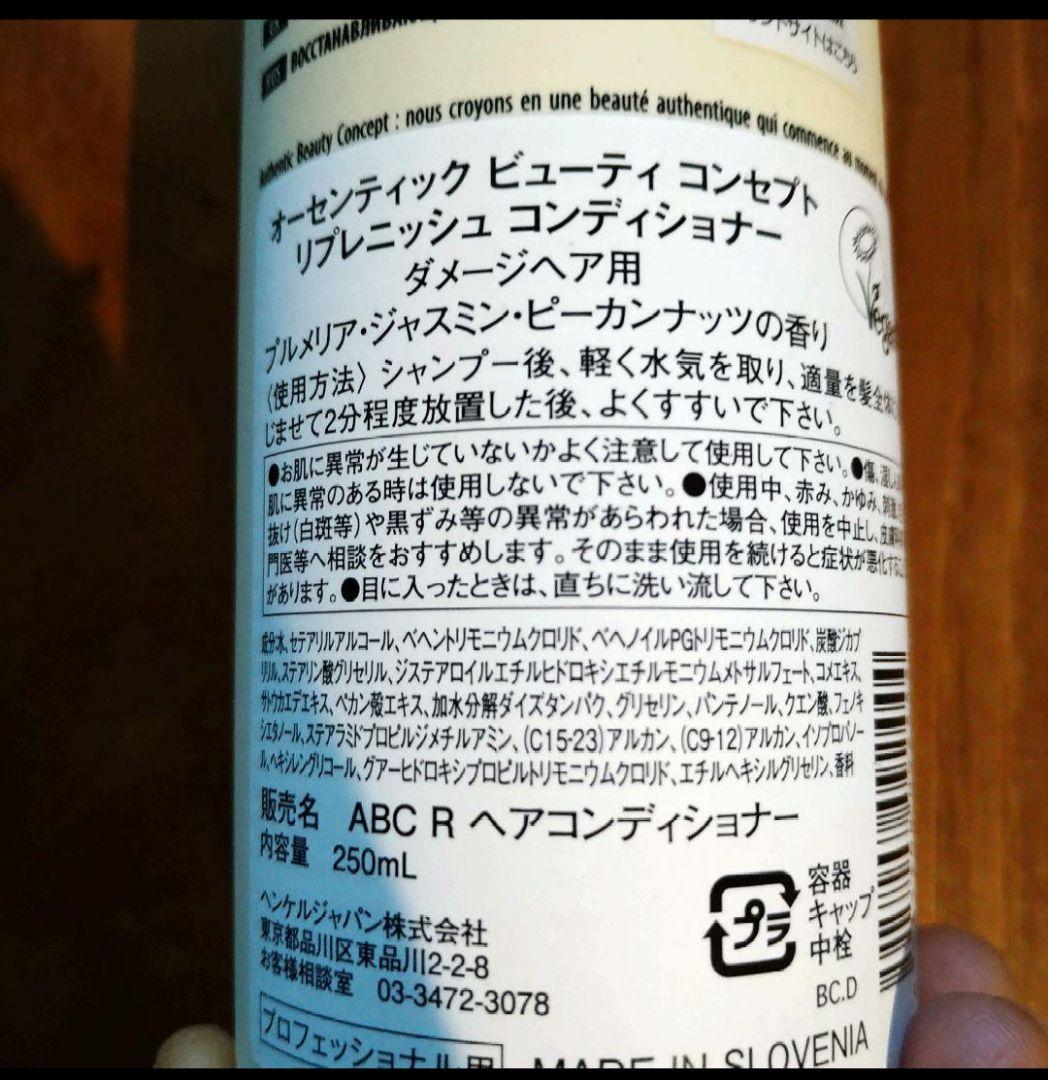 RUS ВОССТАНАВЛИВАЮЩ
ンドサイトはこちら
Authentic Beauty Concept : nous croyons en une beauté authentique qui commence au moment
オーセンティック ビューティ コンセプト
リプレニッシュ コンディショナー
ダメージヘア用
プルメリア・ジャスミン・ピーカンナッツの香り
〈使用方法〉シャンプー後、軽く水気を取り、適量を髪全体に
じませて2分程度放置した後、よくすすいで下さい。
●お肌に異常が生じていないかよく注意して使用して下さい。●傷、
肌に異常のある時は使用しないで下さい。●使用中、赤み、かゆみ、刺激、
抜け(白斑等)や黒ずみ等の異常があらわれた場合、使用を中止し、皮膚
門医等へ相談をおすすめします。そのまま使用を続けると症状が悪化する
があります。●目に入ったときは、直ちに洗い流して下さい。
成分:水、セテアリルアルコール、ベヘントリモニウムクロリド、ベヘノイルPGトリモニウムクロリド、炭酸ジカプ
リリル、ステアリン酸グリセリル、ジステアロイルエチルヒドロキシエチルモニウムメトサルフェート、コメエキス、
サトウカエデエキス、ペカン殻エキス、加水分解ダイズタンパク、グリセリン、パンテノール、クエン酸、フェノキ
シエタノール、ステアラミドプロピルジメチルアミン、(C15-23)アルカン、(C9-12)アルカン、イソプロパノー
ル、ヘキシレングリコール、グアーヒドロキシプロピルトリモニウムクロリド、エチルヘキシルグリセリン、香料
販売名 ABC R ヘアコンディショナー
内容量 250mL
ヘンケルジャパン株式会社
東京都品川区東品川2-2-8
お客様相談室 03-3472-3078
プラ
容器
キャップ
中栓
BC.D
プロフェッショナル用
MADE IN SLOVENIA